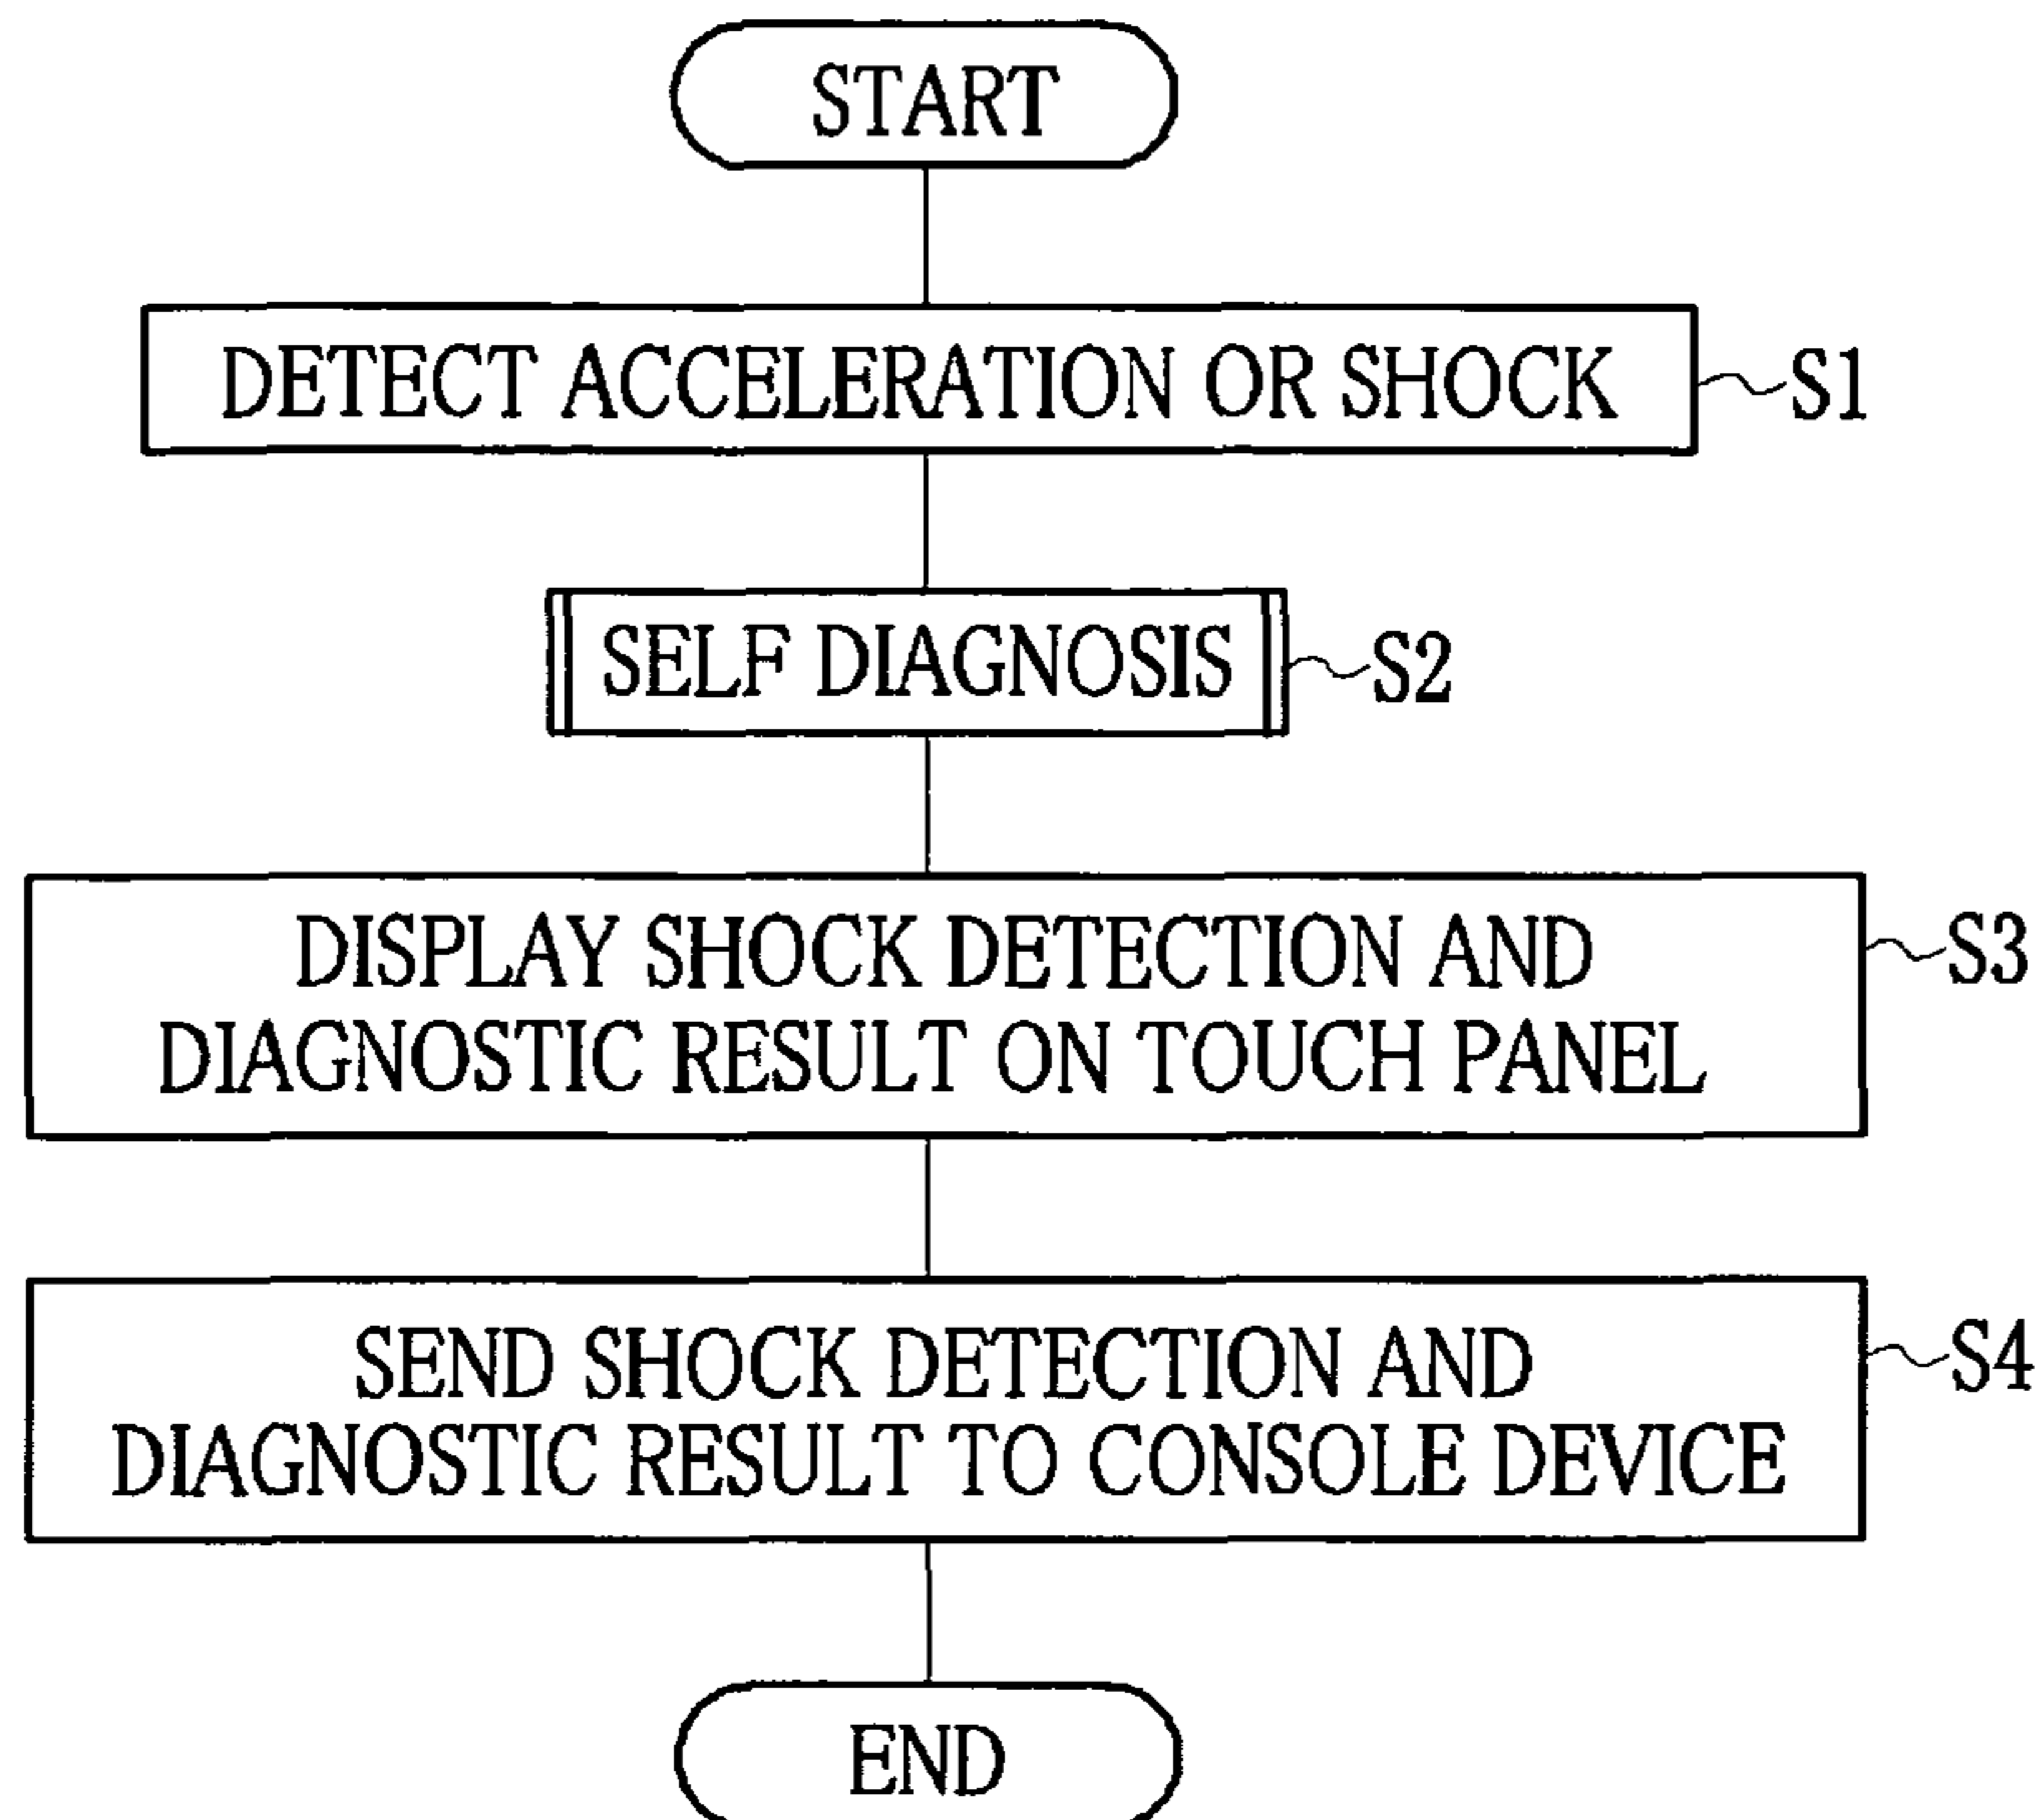 START
DETECT ACCELERATION OR SHOCK
S1
SELF DIAGNOSIS
S2
DISPLAY SHOCK DETECTION AND
DIAGNOSTIC RESULT ON TOUCH PANEL
S3
SEND SHOCK DETECTION AND
DIAGNOSTIC RESULT TO CONSOLE DEVICE
S4
END